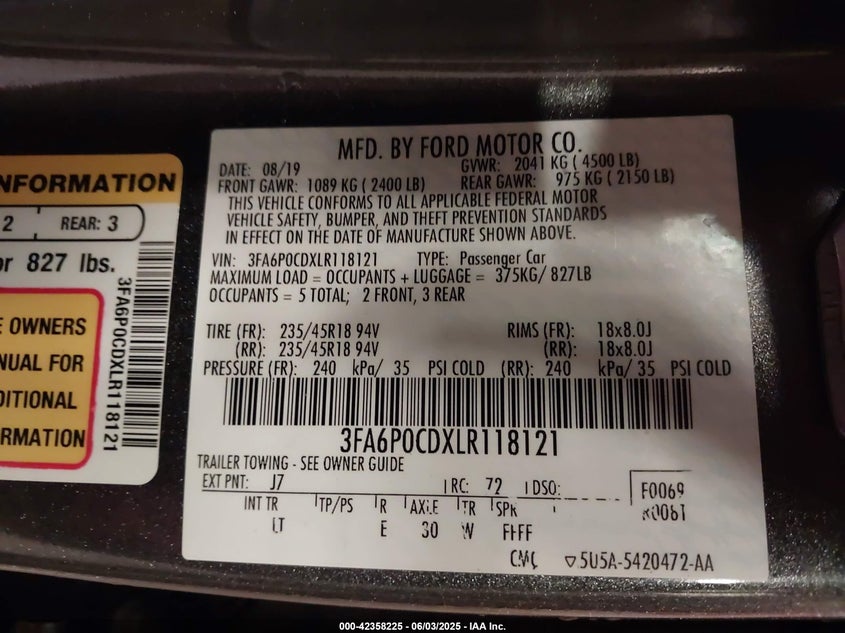 NFORMATION
2 REAR: 3
or 827 lbs.
E OWNERS
NUAL FOR
DITIONAL
ORMATION
3FA6P0CDXLR118121
MFD. BY FORD MOTOR CO.
DATE: 08/19 GVWR: 2041 KG ( 4500 LB)
FRONT GAWR: 1089 KG ( 2400 LB) REAR GAWR: 975 KG ( 2150 LB)
THIS VEHICLE CONFORMS TO ALL APPLICABLE FEDERAL MOTOR
VEHICLE SAFETY, BUMPER, AND THEFT PREVENTION STANDARDS
IN EFFECT ON THE DATE OF MANUFACTURE SHOWN ABOVE.
VIN: 3FA6P0CDXLR118121 TYPE: Passenger Car
MAXIMUM LOAD = OCCUPANTS + LUGGAGE = 375KG/ 827LB
OCCUPANTS = 5 TOTAL; 2 FRONT, 3 REAR
TIRE (FR): 235/45R18 94V RIMS (FR): 18x8.0J
(RR): 235/45R18 94V (RR): 18x8.0J
PRESSURE (FR): 240 kPa/ 35 PSI COLD (RR): 240 kPa/ 35 PSI COLD
3FA6P0CDXLR118121
TRAILER TOWING - SEE OWNER GUIDE
EXT PNT: J7 RC: 72 DSO: F0069
INT TR TP/PS R AXLE TR SPR R0061
LT E 30 W FFFF
CMC ▽5U5A-5420472-AA
000-42358225 - 06/03/2025 - IAA Inc.